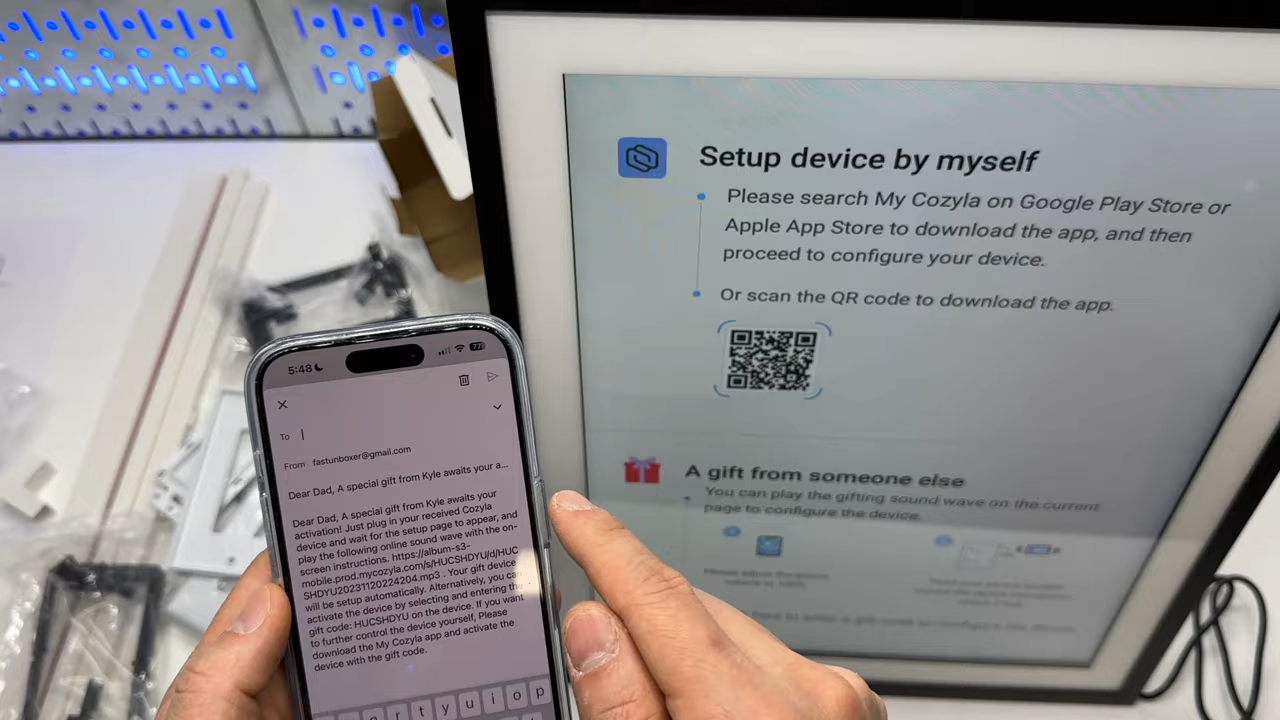 Setup device by myself
Please search My Cozyla on Google Play Store or
Apple App Store to download the app, and then
proceed to configure your device.
Or scan the QR code to download the app.
A gift from someone else
You can play the gifting sound wave on the current
page to configure the device.
5:48
77
To
From fastunboxer@gmail.com
Dear Dad, A special gift from Kyle awaits your a...
Dear Dad, A special gift from Kyle awaits your
activation! Just plug in your received Cozyla
device and wait for the setup page to appear, and
play the following online sound wave with the on-
screen instructions. https://album-s3-
mobile.prod.mycozyla.com/s/HUCSHDYU/d/HUC
SHDYU20231120224204.mp3 . Your gift device
will be setup automatically. Alternatively, you can
activate the device by selecting and entering the
gift code: HUCSHDYU on the device. If you want
to further control the device yourself, Please
download the My Cozyla app and activate the
device with the gift code.
e r t y u i o p